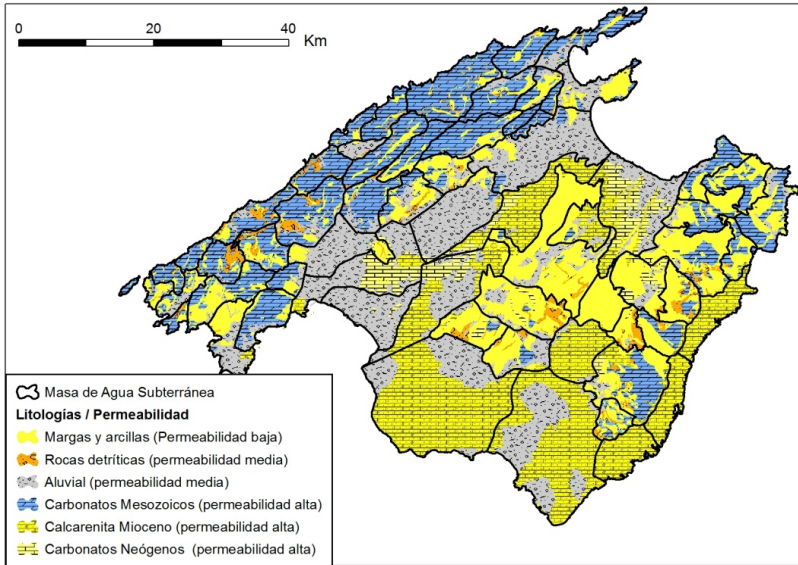 0 20 40
Km
Masa de Agua Subterránea
Litologías / Permeabilidad
Margas y arcillas (Permeabilidad baja)
Rocas detríticas (permeabilidad media)
Aluvial (permeabilidad media)
Carbonatos Mesozoicos (permeabilidad alta)
Calcarenita Mioceno (permeabilidad alta)
Carbonatos Neógenos (permeabilidad alta)